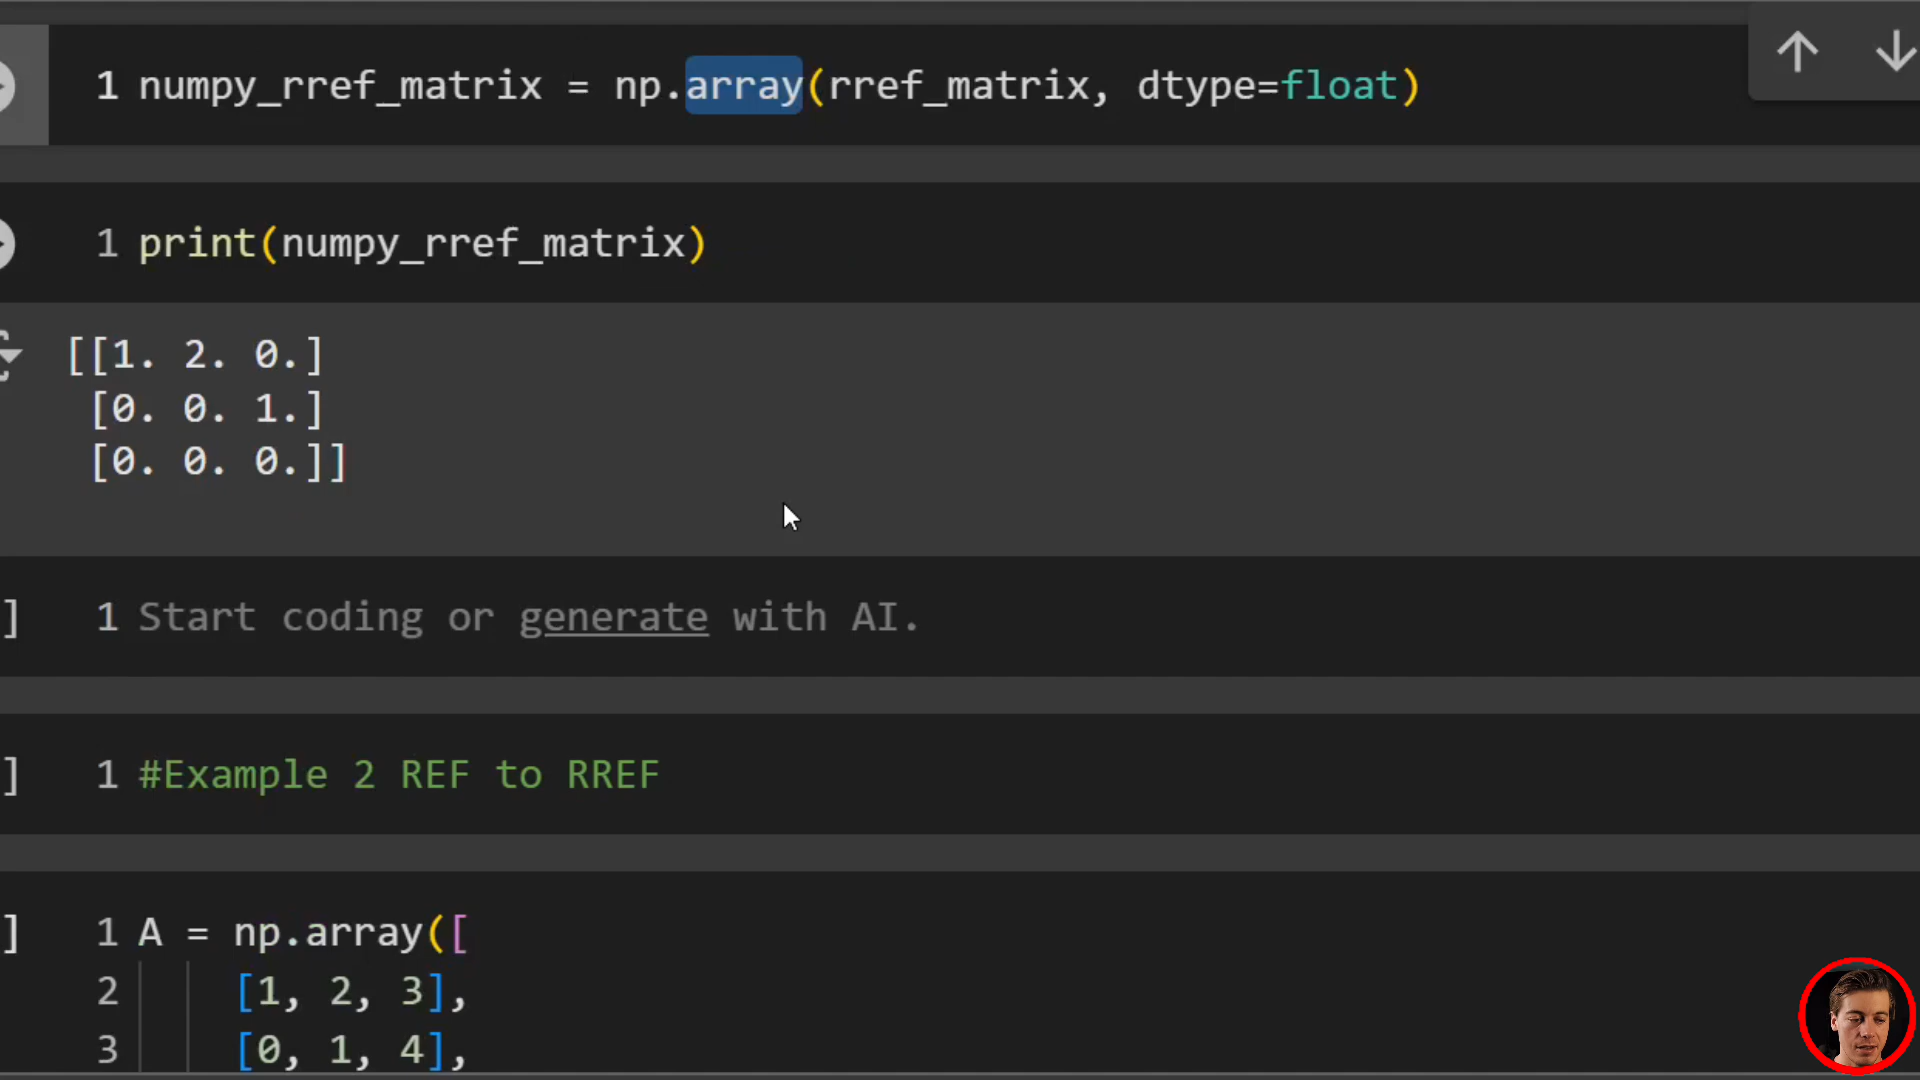 1 numpy_rref_matrix = np.array(rref_matrix, dtype=float)
1 print(numpy_rref_matrix)
[[1. 2. 0.]
 [0. 0. 1.]
 [0. 0. 0.]]
] 1 Start coding or generate with AI.
] 1 #Example 2 REF to RREF
] 1 A = np.array([
2     [1, 2, 3],
3     [0, 1, 4],